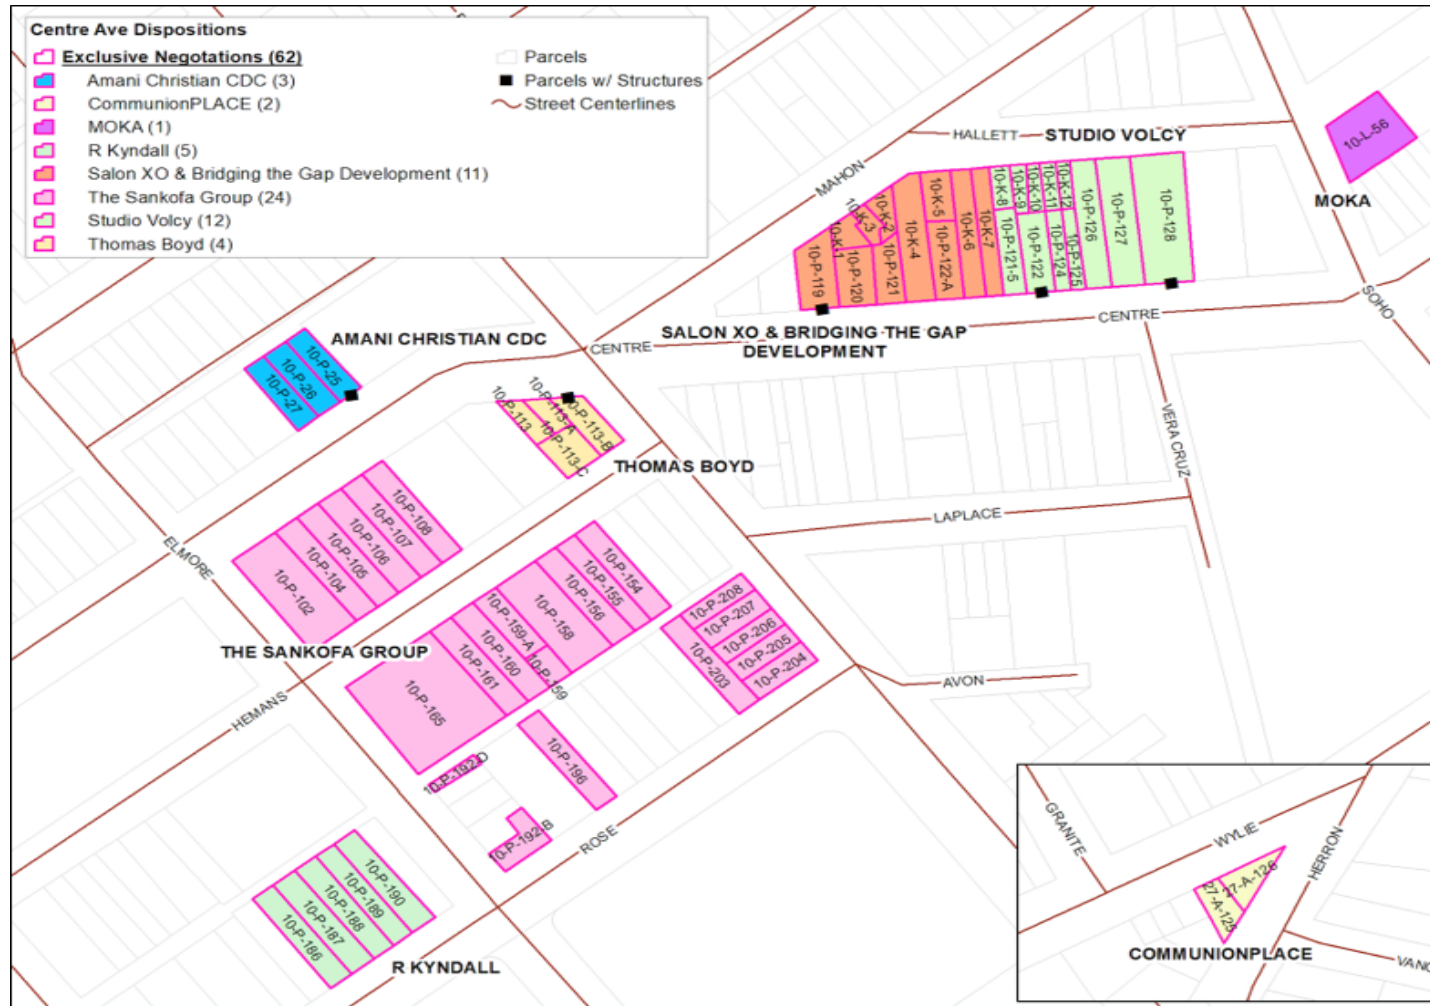 Centre Ave Dispositions
Exclusive Negotations (62)
Amani Christian CDC (3)
CommunionPLACE (2)
MOKA (1)
R Kyndall (5)
Salon XO & Bridging the Gap Development (11)
The Sankofa Group (24)
Studio Volcy (12)
Thomas Boyd (4)
Parcels
Parcels w/ Structures
Street Centerlines
HALLETT
STUDIO VOLCY
10-L-56
MOKA
MAHON
10-K-1
10-K-3
10-K-2
10-K-4
10-K-5
10-K-6
10-K-7
10-K-8
10-K-9
10-K-10
10-K-11
10-K-12
10-P-119
10-P-120
10-P-121
10-P-122-A
10-P-121-5
10-P-122
10-P-124
10-P-125
10-P-126
10-P-127
10-P-128
SOHO
CENTRE
SALON XO & BRIDGING THE GAP
DEVELOPMENT
AMANI CHRISTIAN CDC
CENTRE
10-P-25
10-P-26
10-P-27
10-P-113
10-P-113-A
10-P-113-B
10-P-113-C
THOMAS BOYD
VERA CRUZ
LAPLACE
ELMORE
10-P-102
10-P-104
10-P-105
10-P-106
10-P-107
10-P-108
THE SANKOFA GROUP
HEMANS
10-P-154
10-P-155
10-P-156
10-P-158
10-P-159-A
10-P-159
10-P-160
10-P-161
10-P-165
10-P-208
10-P-207
10-P-206
10-P-205
10-P-204
10-P-203
AVON
10-P-192-D
10-P-196
10-P-192-B
ROSE
10-P-186
10-P-187
10-P-188
10-P-189
10-P-190
R KYNDALL
GRANITE
WYLIE
HERRON
27-A-126
27-A-125
COMMUNIONPLACE